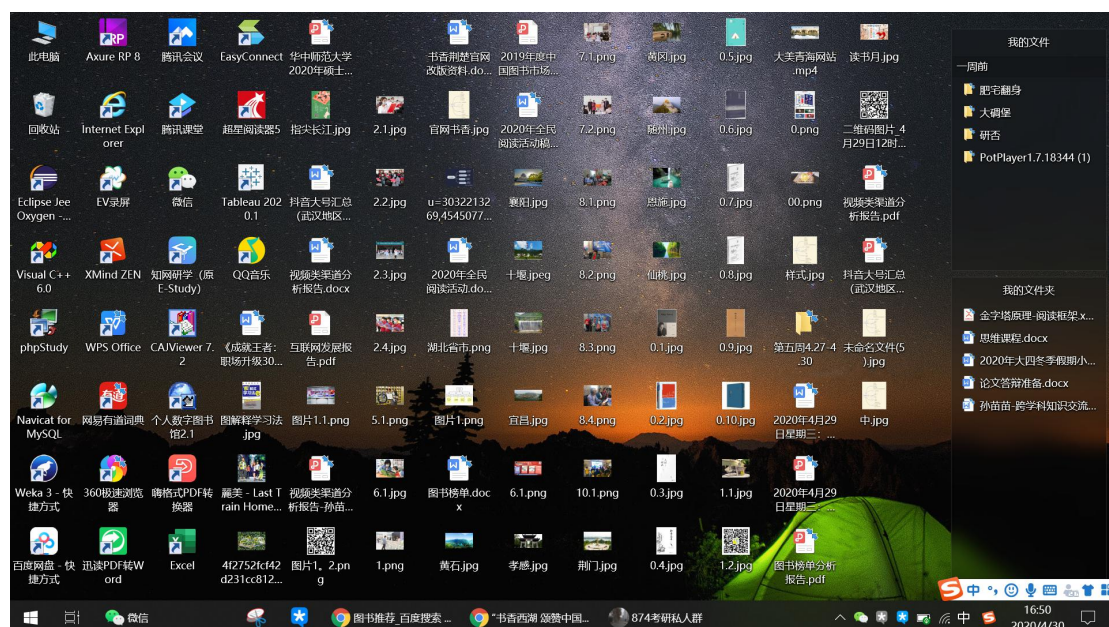 此电脑
Axure RP 8
腾讯会议
EasyConnect
华中师范大学
2020年硕士...
书香荆楚官网
改版资料.do...
2019年度中
国图书市场...
7.1.png
黄冈.jpg
0.5.jpg
大美青海网站
.mp4
读书月.jpg
回收站
Internet Expl
orer
腾讯课堂
超星阅读器5
指尖长江.jpg
2.1.jpg
官网书香.jpg
2020年全民
阅读活动稿...
7.2.png
随州.jpg
0.6.jpg
0.png
二维码图片_4
月29日12时...
Eclipse Jee
Oxygen -...
EV录屏
微信
Tableau 202
0.1
抖音大号汇总
(武汉地区...
2.2.jpg
u=30322132
69,4545077...
襄阳.jpg
8.1.png
恩施.jpg
0.7.jpg
00.png
视频类渠道分
析报告.pdf
Visual C++
6.0
XMind ZEN
知网研学（原
E-Study）
QQ音乐
视频类渠道分
析报告.docx
2.3.jpg
2020年全民
阅读活动.do...
十堰.jpeg
8.2.png
仙桃.jpg
0.8.jpg
样式.jpg
抖音大号汇总
(武汉地区...
phpStudy
WPS Office
CAJViewer 7.
2
《成就王者：
职场升级30...
互联网发展报
告.pdf
2.4.jpg
湖北省市.png
十堰.jpg
8.3.png
0.1.jpg
0.9.jpg
第五周4.27-4
.30
未命名文件(5
).jpg
Navicat for
MySQL
网易有道词典
个人数字图书
馆2.1
图解释学习法
.jpg
图片1.1.png
5.1.png
图片1.png
宜昌.jpg
8.4.png
0.2.jpg
0.10.jpg
2020年4月29
日星期三：...
中.jpg
Weka 3 - 快
捷方式
360极速浏览
器
嗨格式PDF转
换器
麗美 - Last T
rain Home...
视频类渠道分
析报告-孙苗...
6.1.jpg
图书榜单.doc
x
6.1.png
10.1.png
0.3.jpg
1.1.jpg
2020年4月29
日星期三：...
百度网盘 - 快
捷方式
迅读PDF转W
ord
Excel
4f2752fcf42
d231cc812...
图片1。2.pn
g
1.png
黄石.jpg
孝感.jpg
荆门.jpg
0.4.jpg
1.2.jpg
图书榜单分析
报告.pdf
我的文件
一周前
肥宅翻身
大碉堡
研否
PotPlayer1.7.18344 (1)
我的文件夹
金字塔原理-阅读框架.x...
思维课程.docx
2020年大四冬季假期小...
论文答辩准备.docx
孙苗苗-跨学科知识交流...
中
微信
图书推荐_百度搜索 ...
“书香西湖 颂赞中国...
874考研私人群
中
16:50
2020/4/30